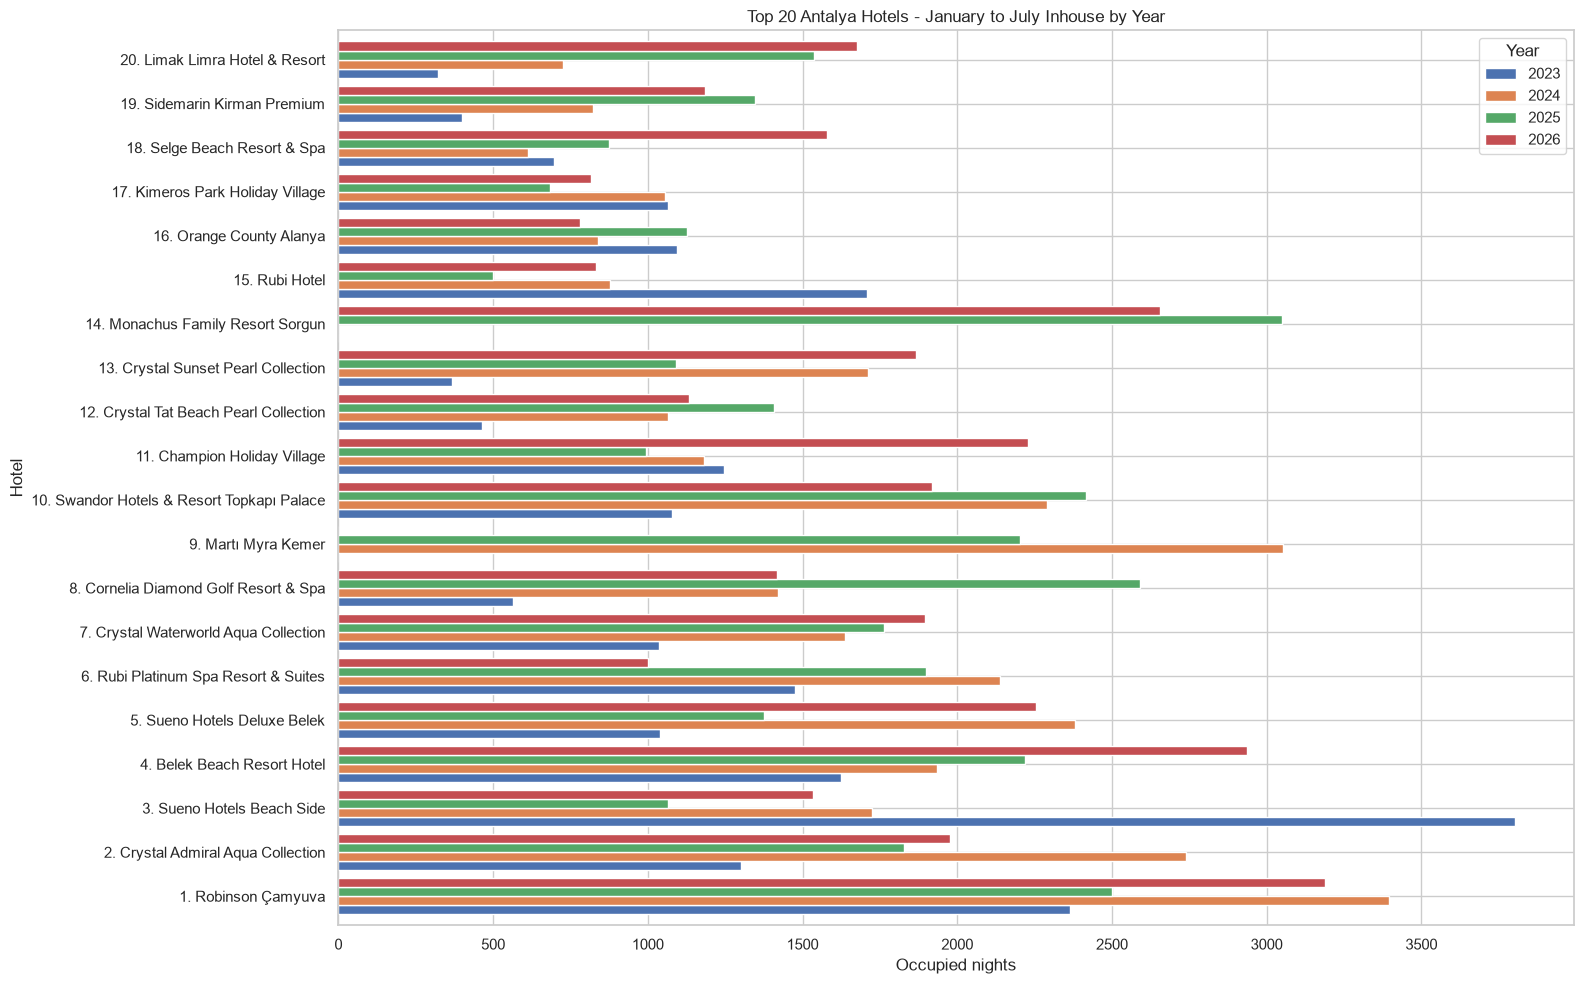 Top 20 Antalya Hotels - January to July Inhouse by Year
Year
2023
2024
2025
2026
Hotel
20. Limak Limra Hotel & Resort
19. Sidemarin Kirman Premium
18. Selge Beach Resort & Spa
17. Kimeros Park Holiday Village
16. Orange County Alanya
15. Rubi Hotel
14. Monachus Family Resort Sorgun
13. Crystal Sunset Pearl Collection
12. Crystal Tat Beach Pearl Collection
11. Champion Holiday Village
10. Swandor Hotels & Resort Topkapı Palace
9. Martı Myra Kemer
8. Cornelia Diamond Golf Resort & Spa
7. Crystal Waterworld Aqua Collection
6. Rubi Platinum Spa Resort & Suites
5. Sueno Hotels Deluxe Belek
4. Belek Beach Resort Hotel
3. Sueno Hotels Beach Side
2. Crystal Admiral Aqua Collection
1. Robinson Çamyuva
0 500 1000 1500 2000 2500 3000 3500
Occupied nights